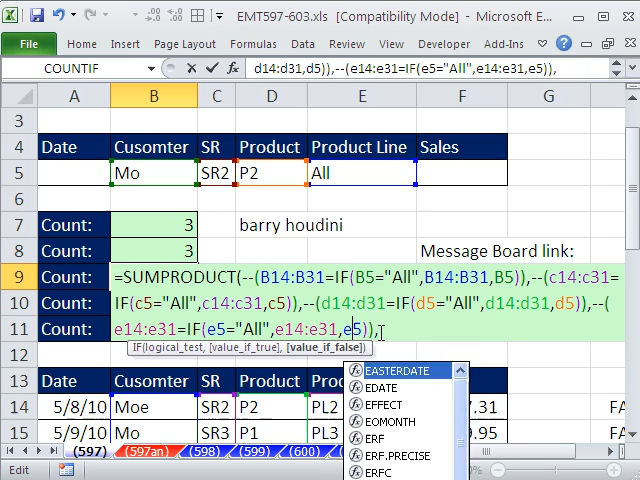 EMT597-603.xls [Compatibility Mode] - Microsoft E...
File Home Insert Page Layout Formulas Data Review View Developer Add-Ins
COUNTIF fx d14:d31,d5)),--(e14:e31=IF(e5="All",e14:e31,e5)),
A B C D E F G
3
4 Date Cusomter SR Product Product Line Sales
5 Mo SR2 P2 All
6
7 Count: 3 barry houdini
8 Count: 3 Message Board link:
9 Count: =SUMPRODUCT(--(B14:B31=IF(B5="All",B14:B31,B5)),--(c14:c31=
10 Count: IF(c5="All",c14:c31,c5)),--(d14:d31=IF(d5="All",d14:d31,d5)),--(
11 Count: e14:e31=IF(e5="All",e14:e31,e5)),
IF(logical_test, [value_if_true], [value_if_false])
12
EASTERDATE
13 Date Cusomter SR Product
EDATE
14 5/8/10 Moe SR2 P2 PL2 7.31 FA
EFFECT
EOMONTH
15 5/9/10 Mo SR3 P1 PL3 9.95 FA
ERF
(597) (597an) (598) (599) (600)
ERF.PRECISE
Edit
ERFC